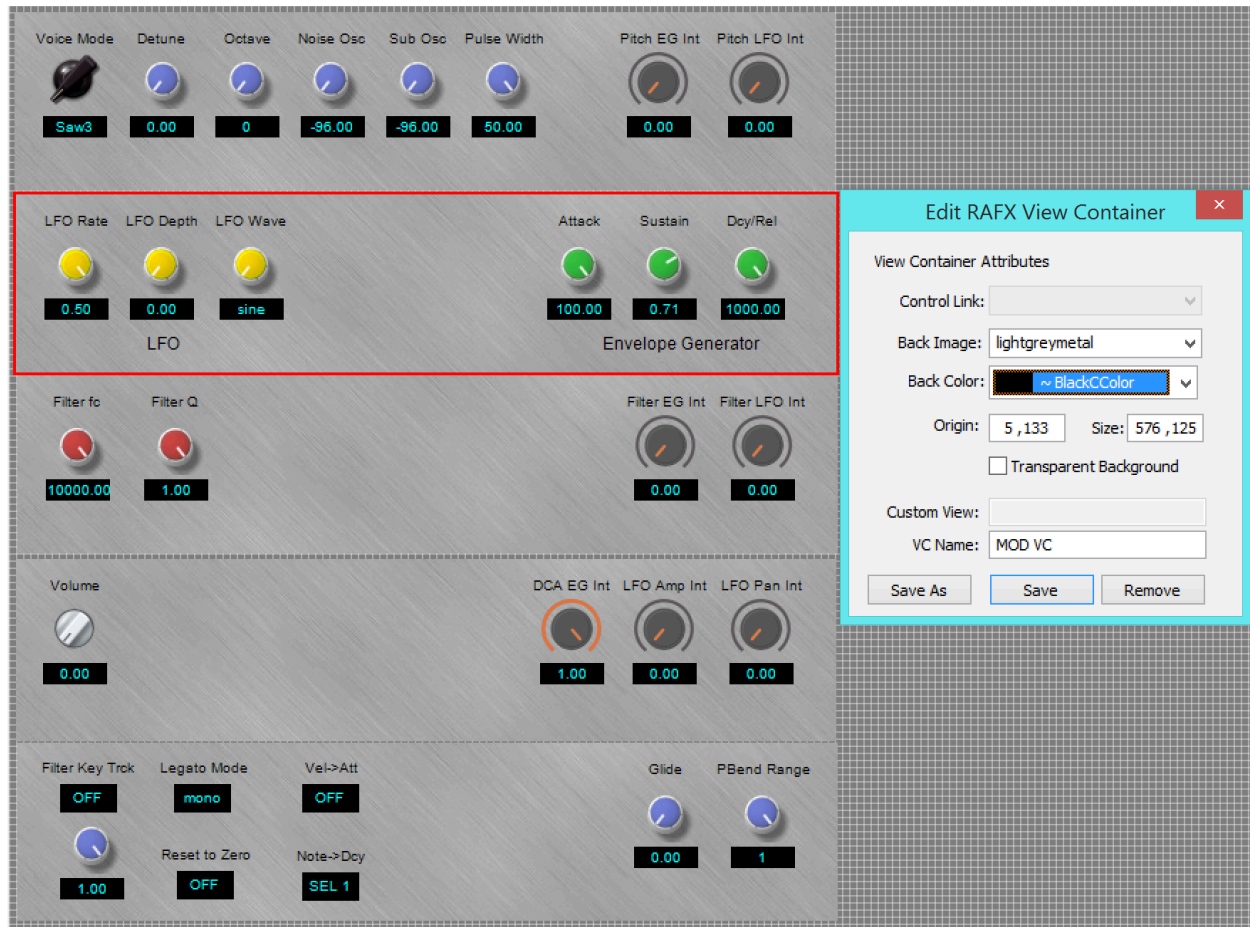 Voice Mode Detune Octave Noise Osc Sub Osc Pulse Width Pitch EG Int Pitch LFO Int
Saw3 0.00 0 -96.00 -96.00 50.00 0.00 0.00
LFO Rate LFO Depth LFO Wave Attack Sustain Dcy/Rel
0.50 0.00 sine 100.00 0.71 1000.00
LFO Envelope Generator
Filter fc Filter Q Filter EG Int Filter LFO Int
10000.00 1.00 0.00 0.00
Volume DCA EG Int LFO Amp Int LFO Pan Int
0.00 1.00 0.00 0.00
Filter Key Trck Legato Mode Vel->Att Glide PBend Range
OFF mono OFF
Reset to Zero Note->Dcy 0.00 1
1.00 OFF SEL 1
Edit RAFX View Container ×
View Container Attributes
Control Link:
Back Image: lightgreymetal
Back Color: ~ BlackCColor
Origin: 5 ,133 Size: 576 ,125
Transparent Background
Custom View:
VC Name: MOD VC
Save As Save Remove